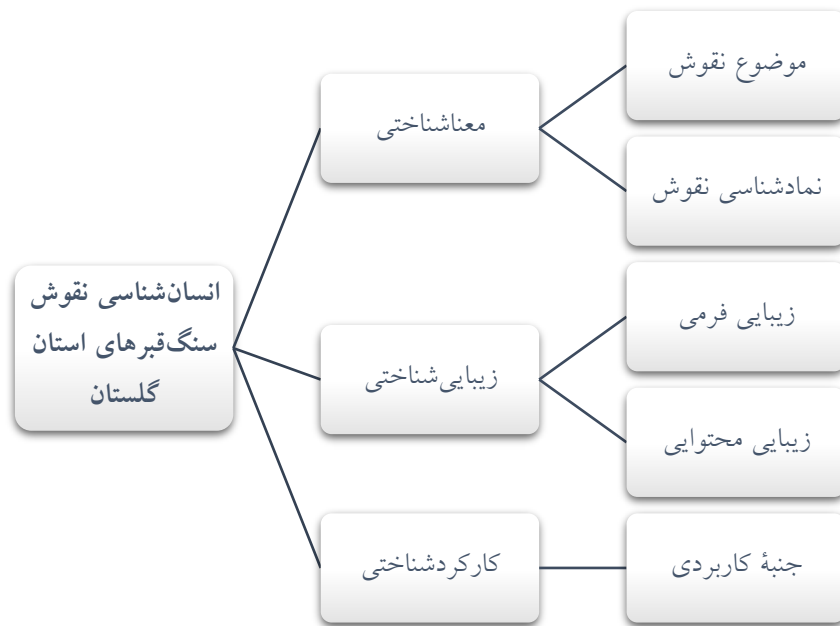 انسان‌شناسی نقوش
سنگ‌قبرهای استان
گلستان
معناشناختی
موضوع نقوش
نمادشناسی نقوش
زیبایی‌شناختی
زیبایی فرمی
زیبایی محتوایی
کارکردشناختی
جنبهٔ کاربردی